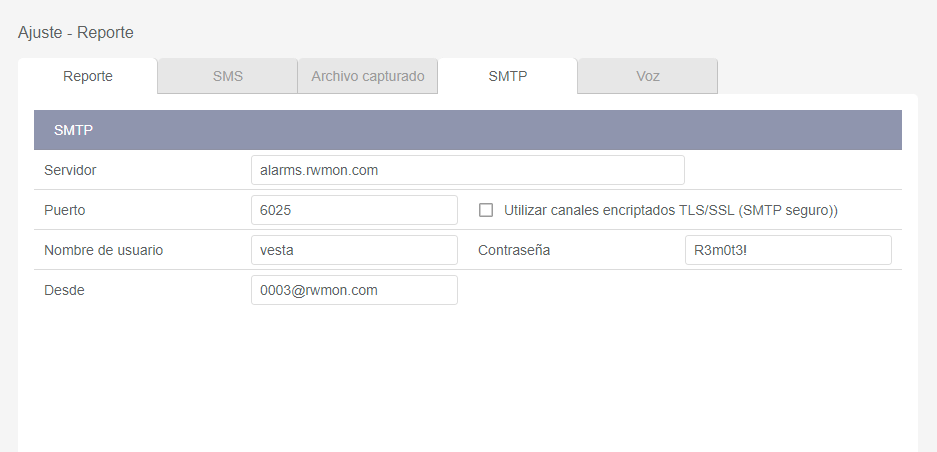 Ajuste - Reporte
Reporte SMS Archivo capturado SMTP Voz
SMTP
Servidor alarms.rwmon.com
Puerto 6025 Utilizar canales encriptados TLS/SSL (SMTP seguro))
Nombre de usuario vesta Contraseña R3m0t3!
Desde 0003@rwmon.com